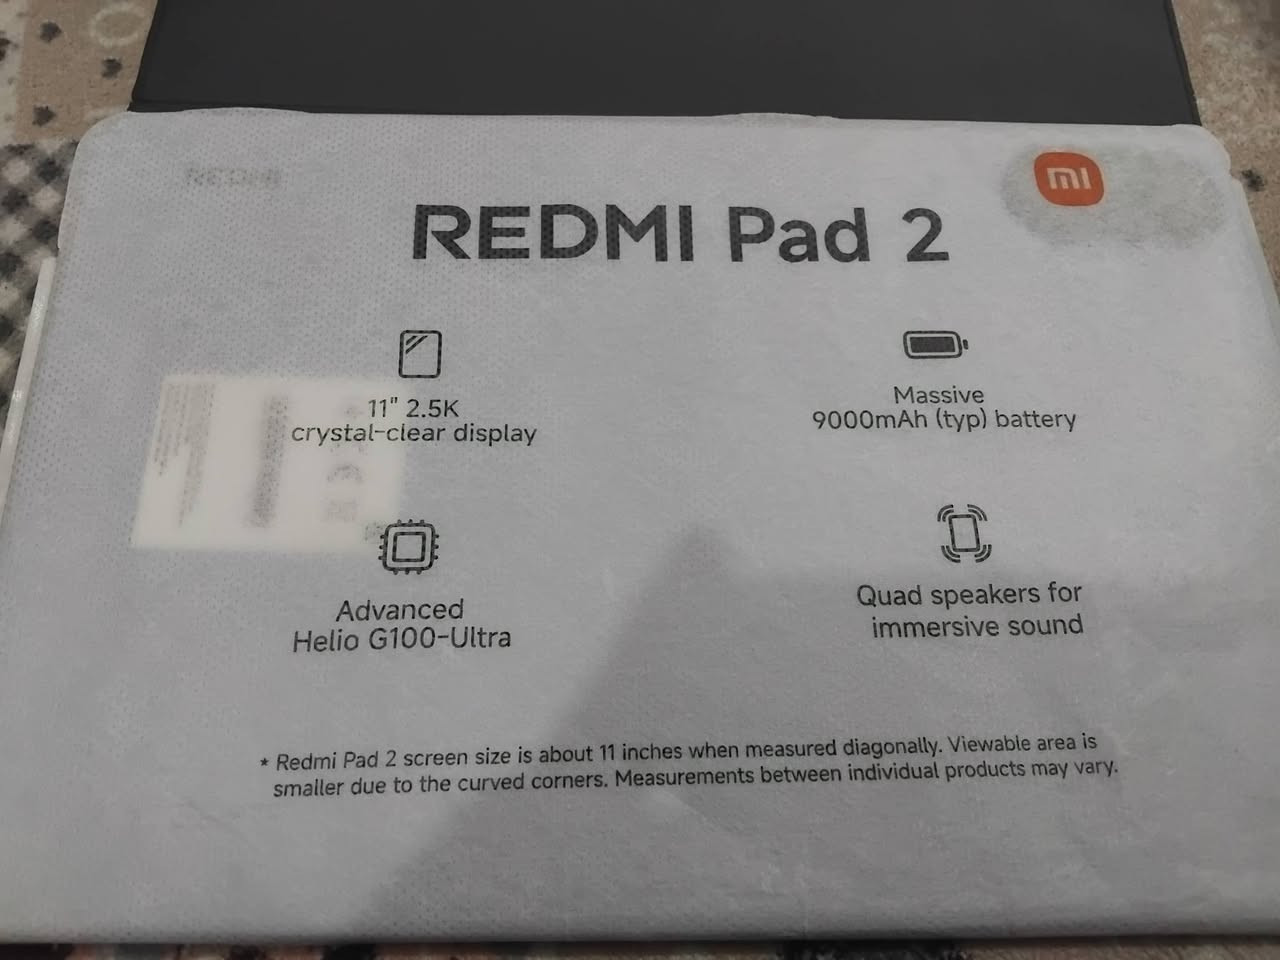 REDMI
mi
REDMI Pad 2
11" 2.5K
crystal-clear display
Massive
9000mAh (typ) battery
Advanced
Helio G100-Ultra
Quad speakers for
immersive sound
* Redmi Pad 2 screen size is about 11 inches when measured diagonally. Viewable area is
smaller due to the curved corners. Measurements between individual products may vary.